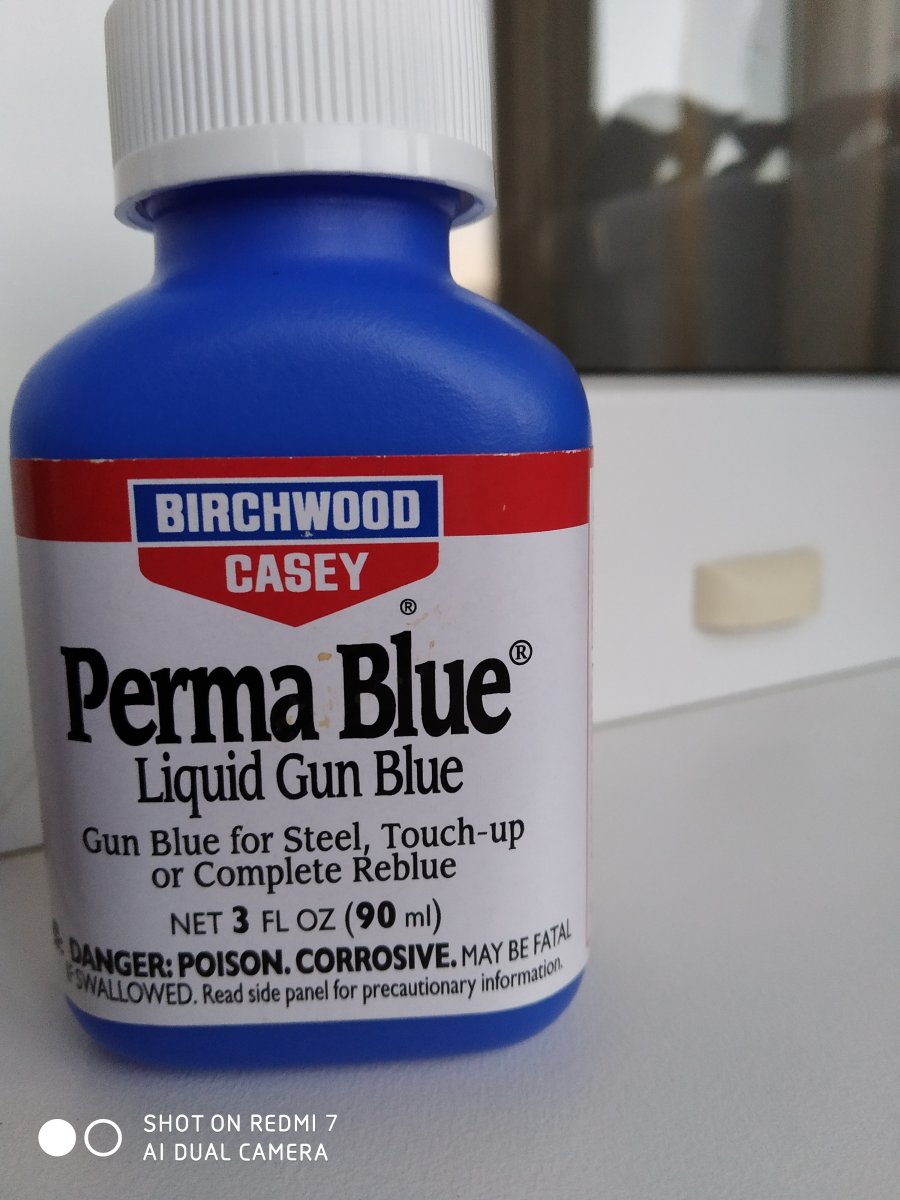 BIRCHWOOD
CASEY
®
Perma Blue®
Liquid Gun Blue
Gun Blue for Steel, Touch-up
or Complete Reblue
NET 3 FL OZ (90 ml)
DANGER: POISON. CORROSIVE. MAY BE FATAL
IF SWALLOWED. Read side panel for precautionary information.
SHOT ON REDMI 7
AI DUAL CAMERA